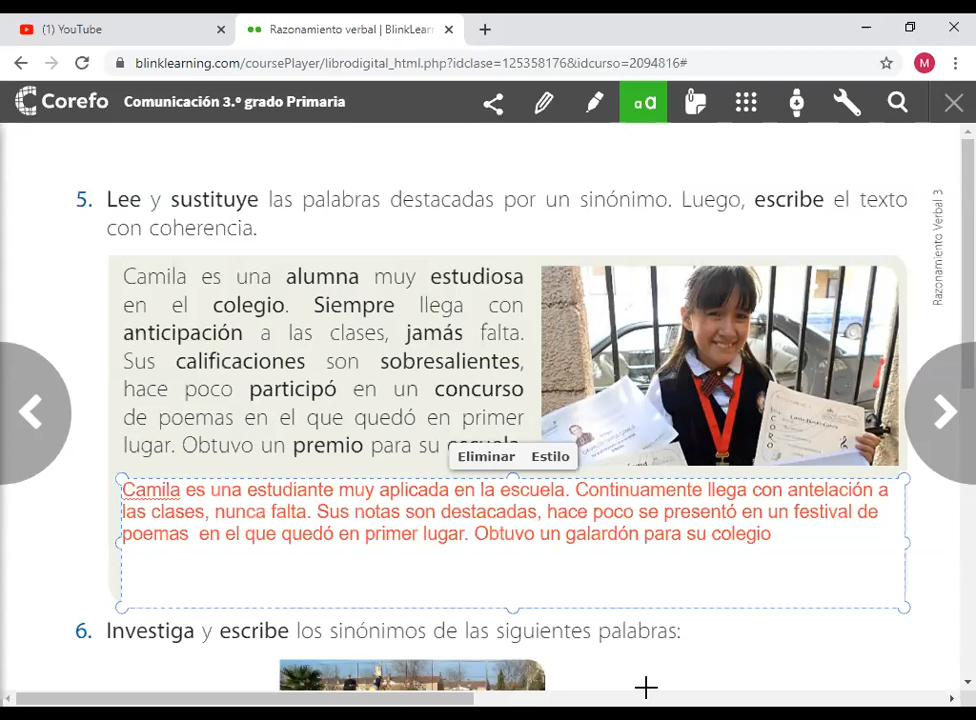 (1) YouTube
Razonamiento verbal | BlinkLear
blinklearning.com/coursePlayer/librodigital_html.php?idclase=125358176&idcurso=2094816#
M
Corefo
Comunicación 3.º grado Primaria
aa
Razonamiento Verbal 3
5. Lee y sustituye las palabras destacadas por un sinónimo. Luego, escribe el texto
con coherencia.
Camila es una alumna muy estudiosa
en el colegio. Siempre llega con
anticipación a las clases, jamás falta.
Sus calificaciones son sobresalientes,
hace poco participó en un concurso
de poemas en el que quedó en primer
lugar. Obtuvo un premio para su escuela.
Eliminar Estilo
Camila es una estudiante muy aplicada en la escuela. Continuamente llega con antelación a
las clases, nunca falta. Sus notas son destacadas, hace poco se presentó en un festival de
poemas en el que quedó en primer lugar. Obtuvo un galardón para su colegio
6. Investiga y escribe los sinónimos de las siguientes palabras: